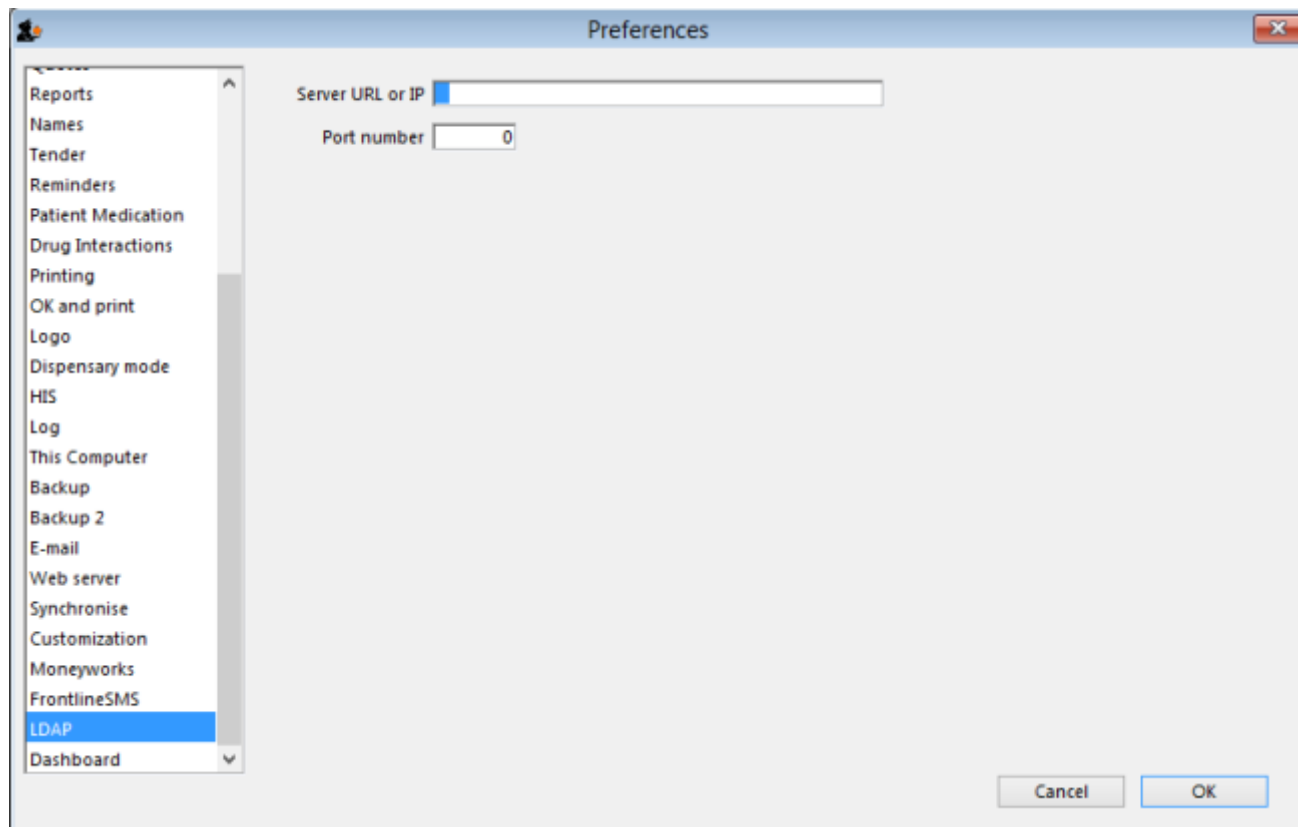 Preferences
Reports
Names
Tender
Reminders
Patient Medication
Drug Interactions
Printing
OK and print
Logo
Dispensary mode
HIS
Log
This Computer
Backup
Backup 2
E-mail
Web server
Synchronise
Customization
Moneyworks
FrontlineSMS
LDAP
Dashboard
Server URL or IP
Port number 0
Cancel OK